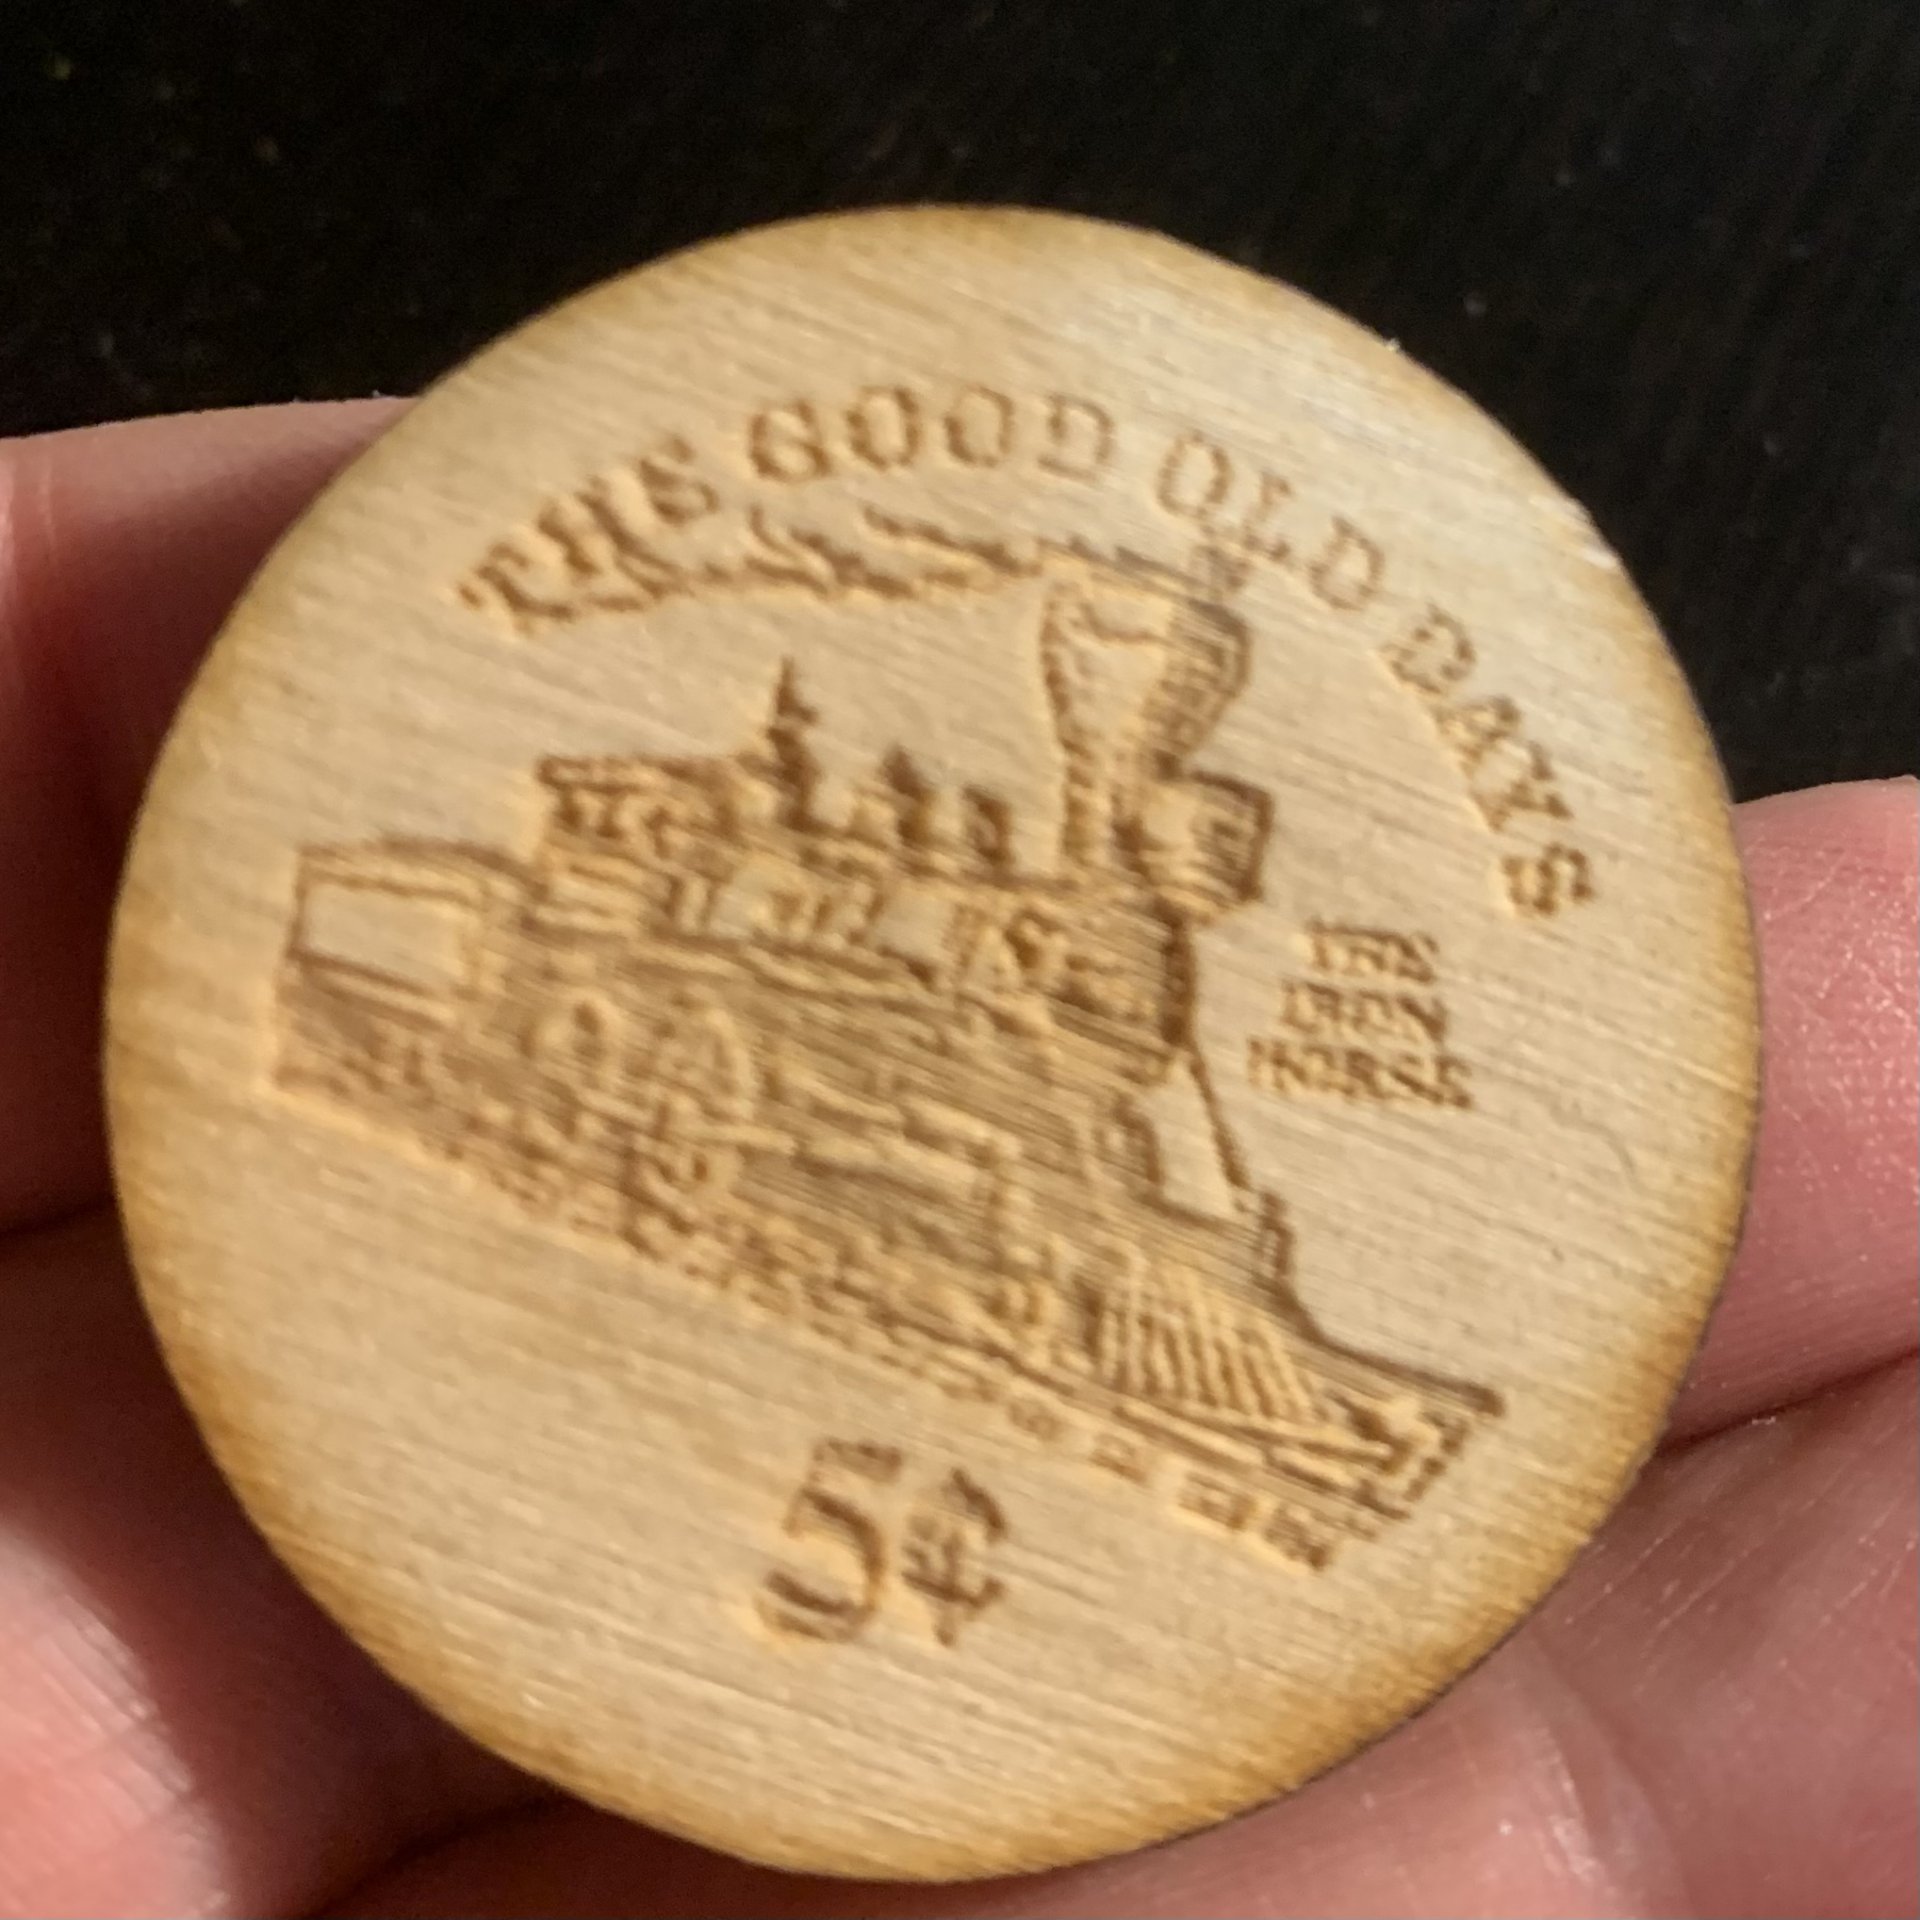 THE GOOD OLD DAYS
THE
IRON
HORSE
5¢